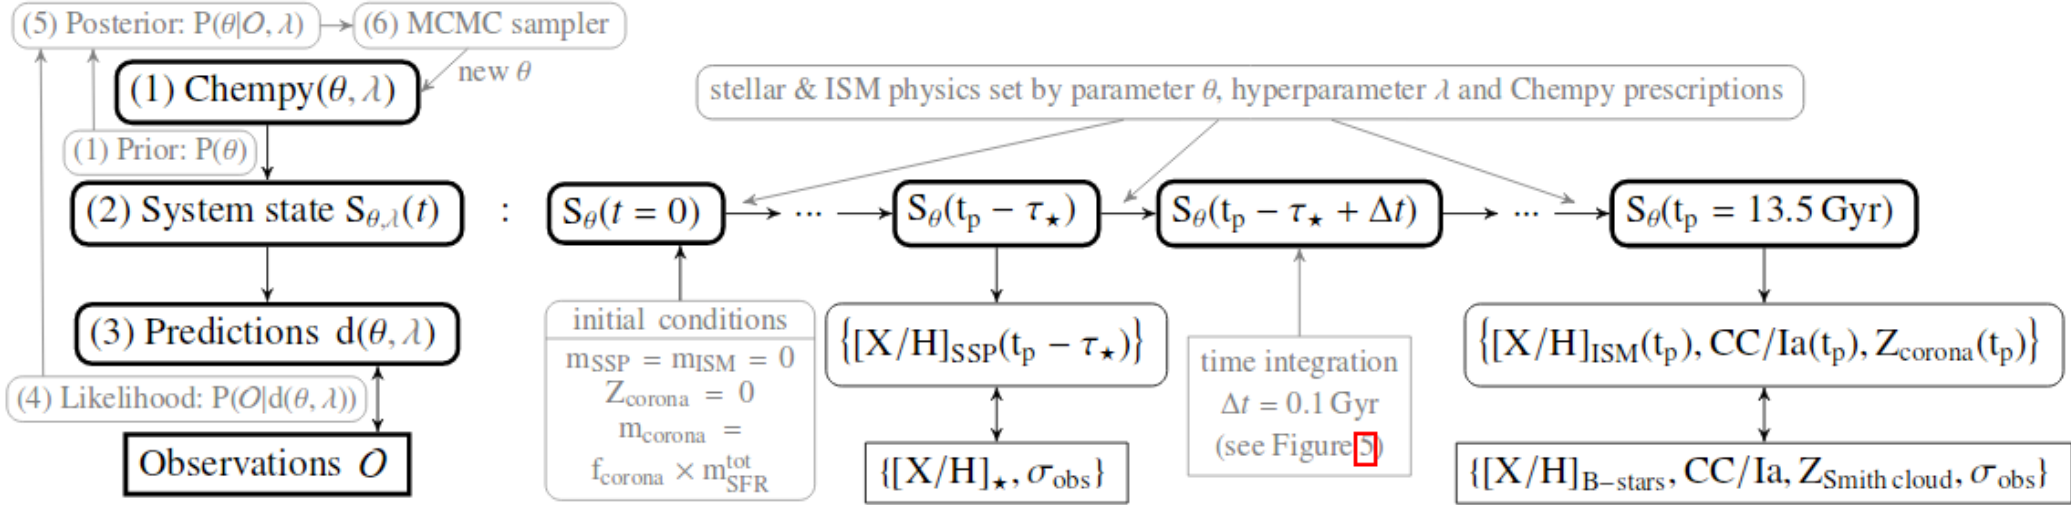 (5) Posterior: P(θ|O, λ)
(6) MCMC sampler
new θ
(1) Chempy(θ, λ)
(1) Prior: P(θ)
stellar & ISM physics set by parameter θ, hyperparameter λ and Chempy prescriptions
(2) System state S_{θ,λ}(t)
:
S_θ(t = 0)
...
S_θ(t_p − τ_★)
S_θ(t_p − τ_★ + Δt)
...
S_θ(t_p = 13.5 Gyr)
(3) Predictions d(θ, λ)
(4) Likelihood: P(O|d(θ, λ))
Observations O
initial conditions
m_SSP = m_ISM = 0
Z_corona = 0
m_corona =
f_corona × m_SFR^tot
{[X/H]_SSP(t_p − τ_★)}
{[X/H]_★, σ_obs}
time integration
Δt = 0.1 Gyr
(see Figure 5)
{[X/H]_ISM(t_p), CC/Ia(t_p), Z_corona(t_p)}
{[X/H]_B−stars, CC/Ia, Z_Smith cloud, σ_obs}